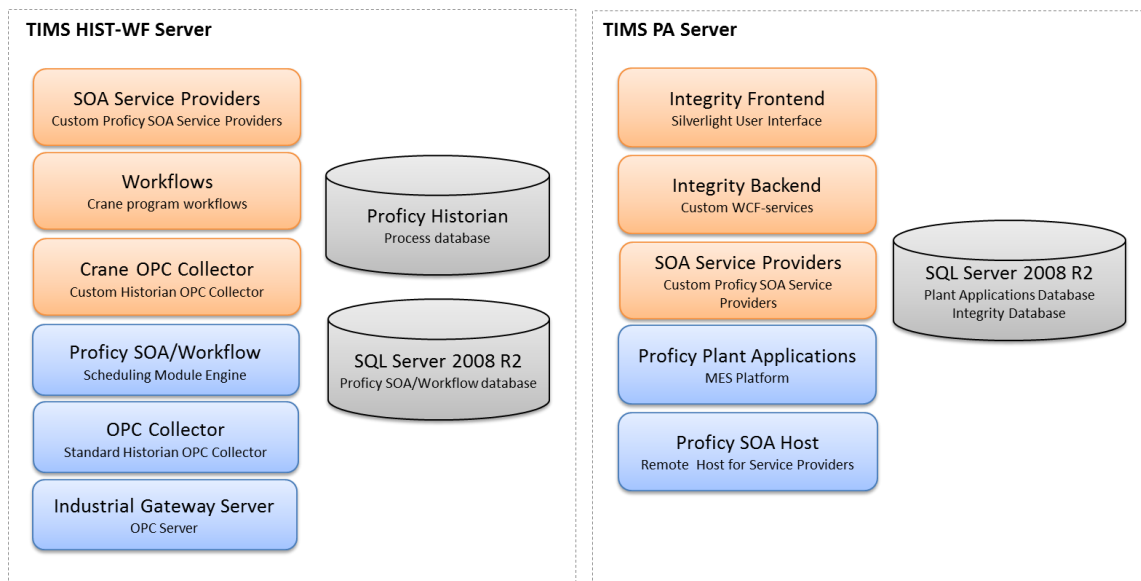 TIMS HIST-WF Server
SOA Service Providers
Custom Proficy SOA Service Providers
Workflows
Crane program workflows
Crane OPC Collector
Custom Historian OPC Collector
Proficy SOA/Workflow
Scheduling Module Engine
OPC Collector
Standard Historian OPC Collector
Industrial Gateway Server
OPC Server
Proficy Historian
Process database
SQL Server 2008 R2
Proficy SOA/Workflow database
TIMS PA Server
Integrity Frontend
Silverlight User Interface
Integrity Backend
Custom WCF-services
SOA Service Providers
Custom Proficy SOA Service
Providers
Proficy Plant Applications
MES Platform
Proficy SOA Host
Remote Host for Service Providers
SQL Server 2008 R2
Plant Applications Database
Integrity Database